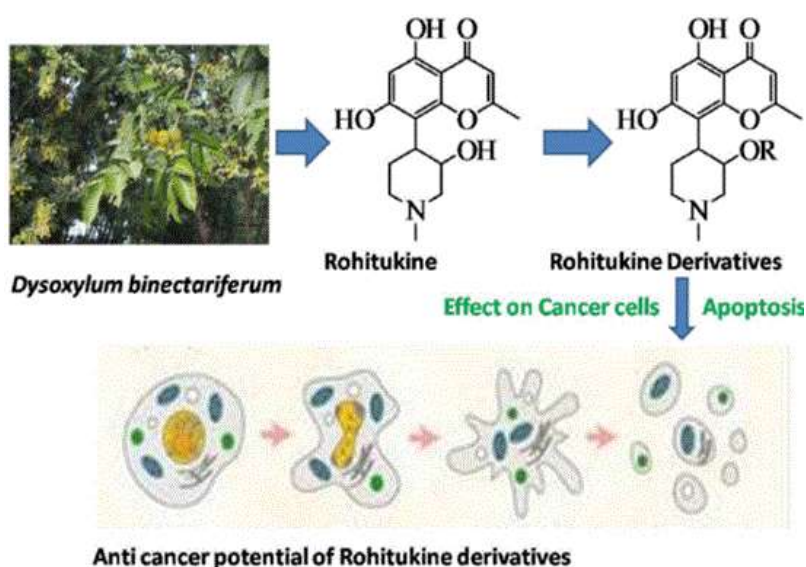 OH O
HO O
OH
N
Rohitukine
OH O
HO O
OR
N
Rohitukine Derivatives
Dysoxylum binectariferum
Effect on Cancer cells Apoptosis
Anti cancer potential of Rohitukine derivatives